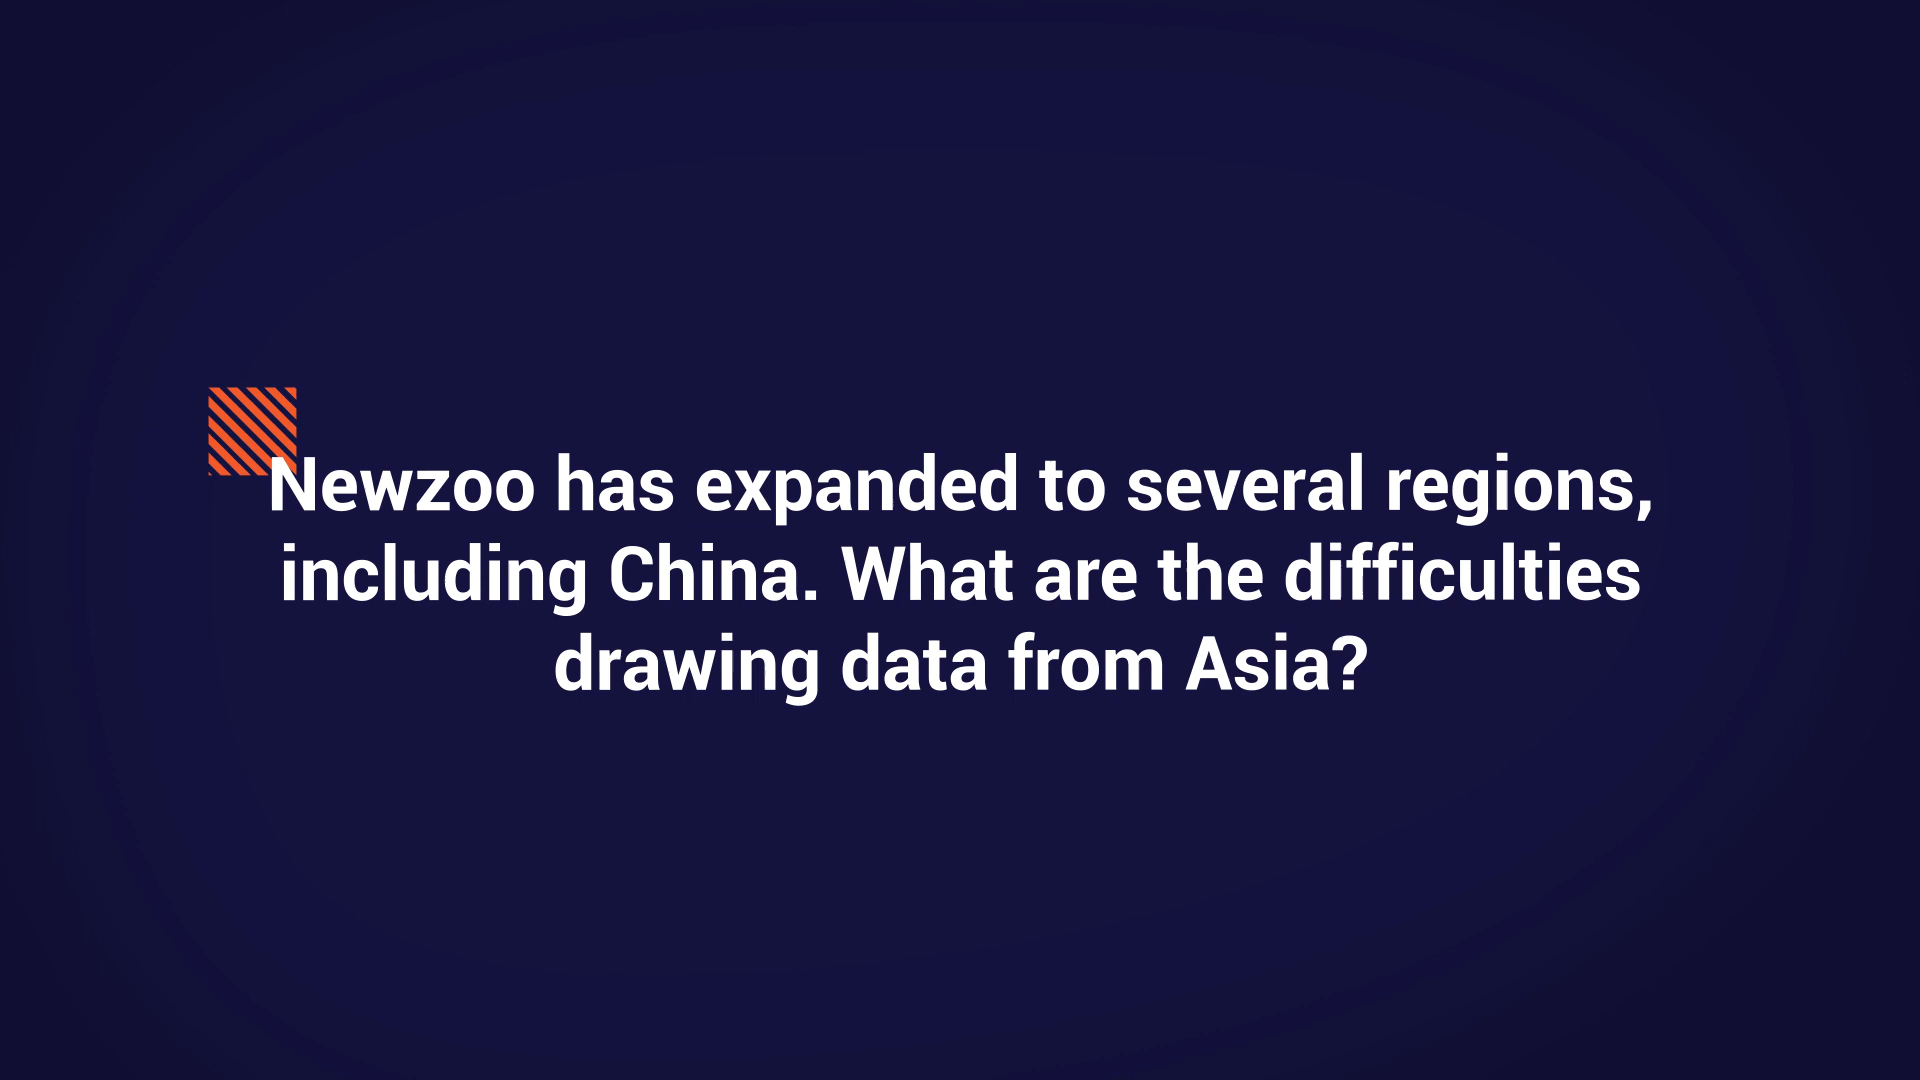 Newzoo has expanded to several regions,
including China. What are the difficulties
drawing data from Asia?